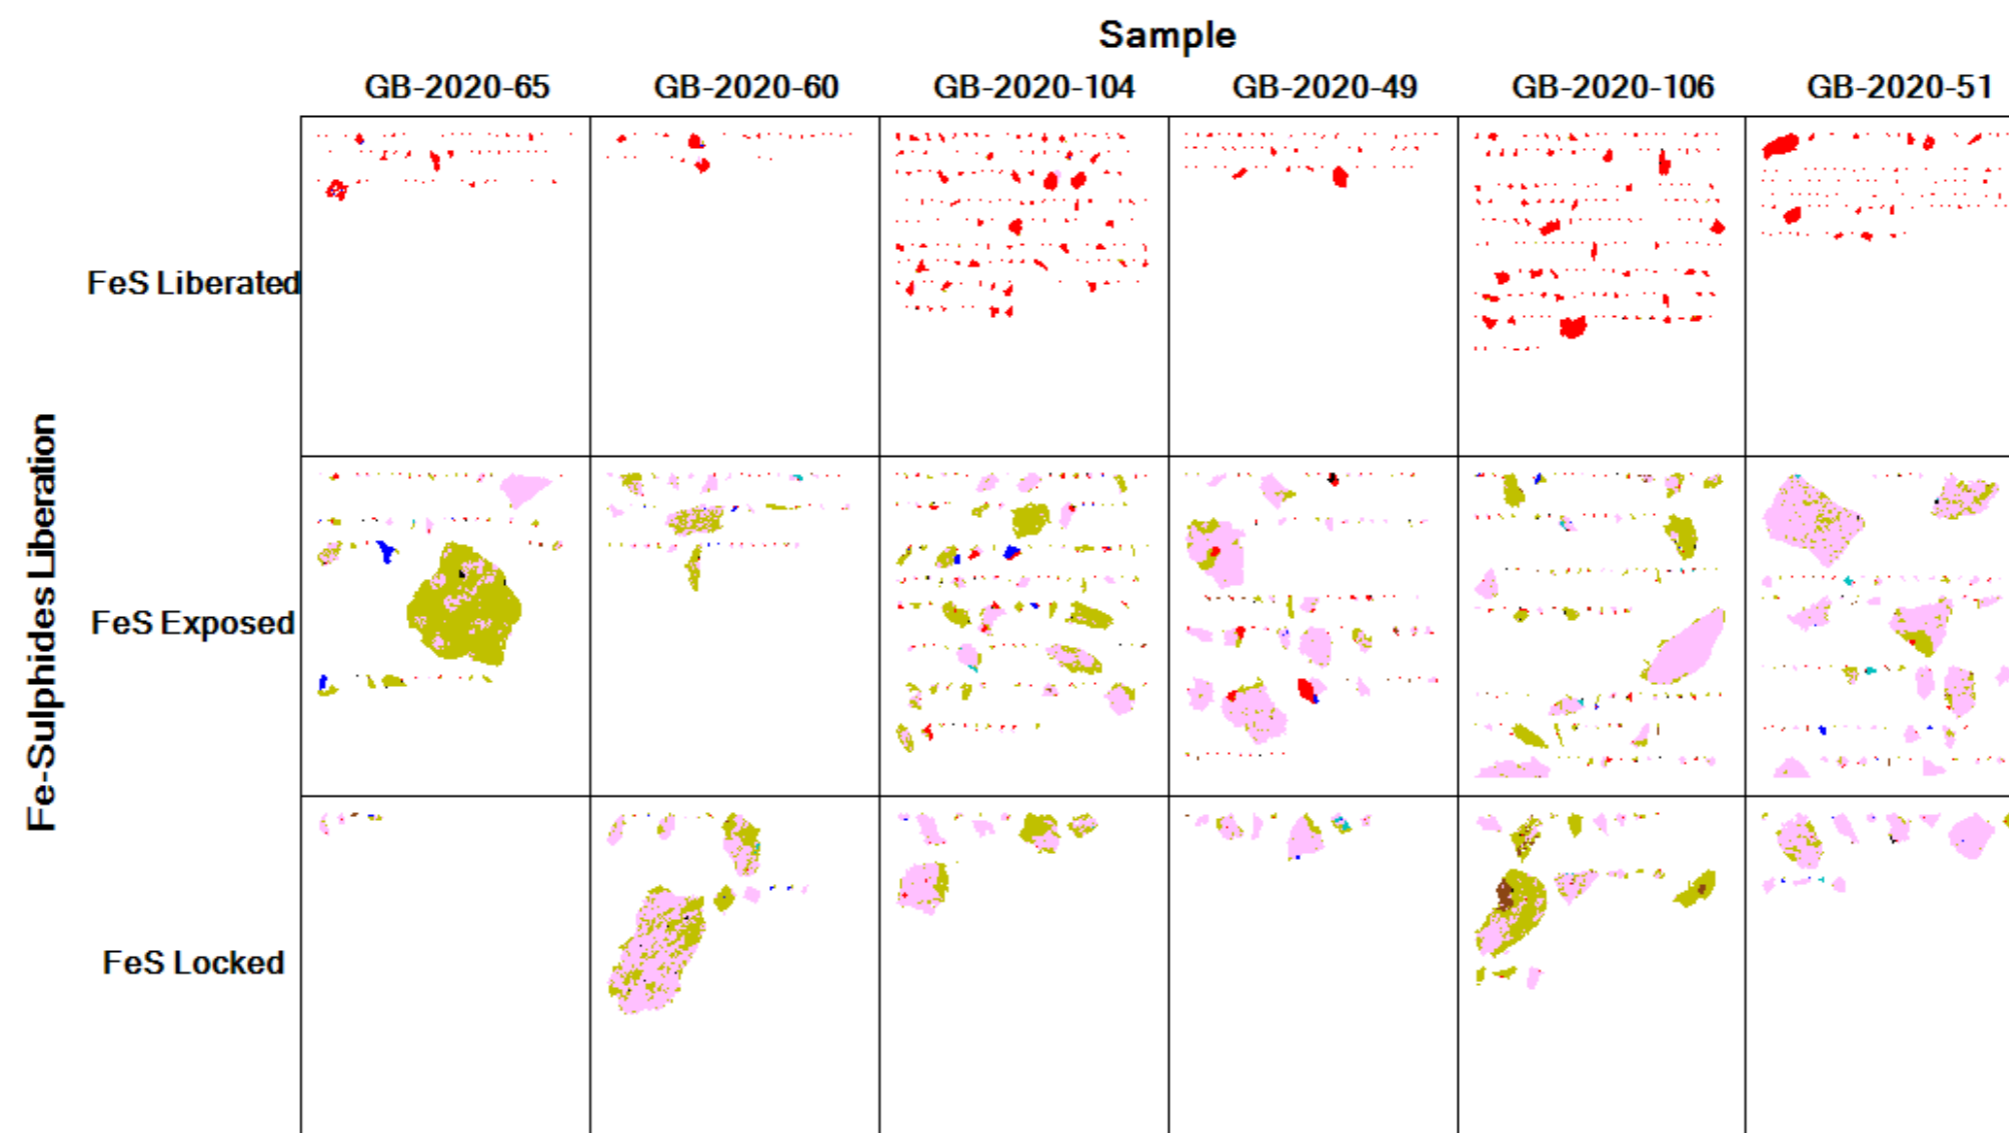 Sample
GB-2020-65 GB-2020-60 GB-2020-104 GB-2020-49 GB-2020-106 GB-2020-51
Fe-Sulphides Liberation
FeS Liberated
FeS Exposed
FeS Locked